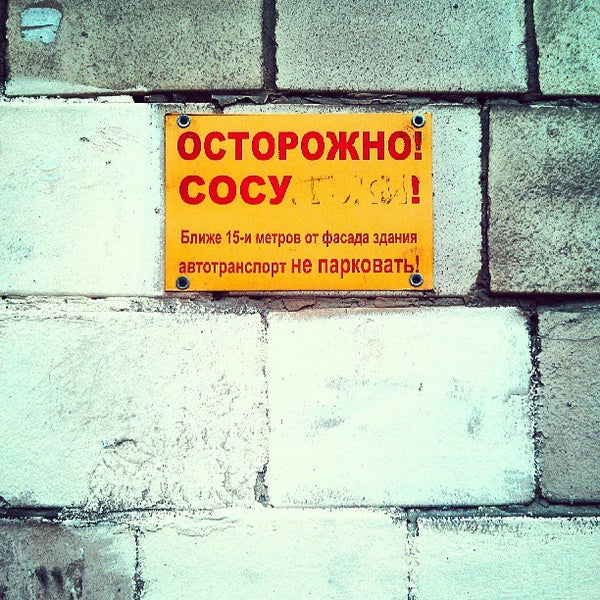 ОСТОРОЖНО!
СОСУ !
Ближе 15-и метров от фасада здания
автотранспорт не парковать!